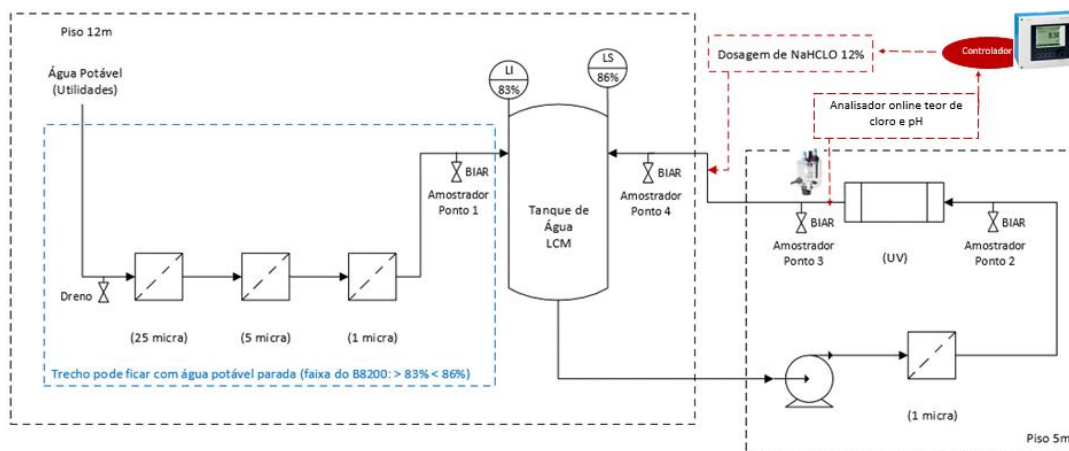 Piso 12m
Água Potável
(Utilidades)
LI
83%
LS
86%
Dosagem de NaHCLO 12%
Controlador
Analisador online teor de
cloro e pH
BIAR
Amostrador
Ponto 1
BIAR
Amostrador
Ponto 4
Tanque de
Água
LCM
BIAR
Amostrador
Ponto 3
(UV)
BIAR
Amostrador
Ponto 2
Dreno
(25 micra)
(5 micra)
(1 micra)
Trecho pode ficar com água potável parada (faixa do B8200: > 83% < 86%)
(1 micra)
Piso 5m